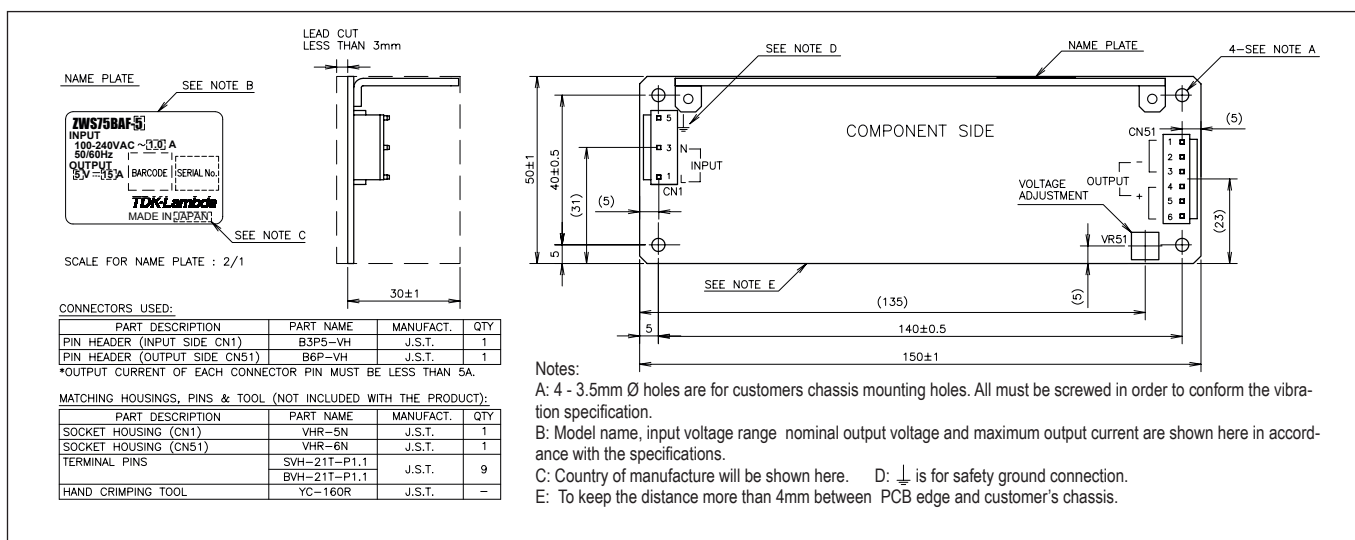 LEAD CUT
LESS THAN 3mm
NAME PLATE
SEE NOTE B
ZWS75BAF-5
INPUT
100-240VAC ~ 1.0 A
50/60Hz
OUTPUT
5 V ⎓ 15 A
BARCODE
SERIAL No.
TDK-Lambda
MADE IN JAPAN
SEE NOTE C
SCALE FOR NAME PLATE : 2/1
30±1
SEE NOTE D
NAME PLATE
4-SEE NOTE A
COMPONENT SIDE
5
3
1
N
L
INPUT
CN1
CN51
1
2
3
4
5
6
-
+
OUTPUT
VOLTAGE
ADJUSTMENT
VR51
(5)
50±1
40±0.5
(31)
(5)
5
(23)
(5)
SEE NOTE E
(135)
5
140±0.5
150±1
CONNECTORS USED:
PART DESCRIPTION PART NAME MANUFACT. QTY
PIN HEADER (INPUT SIDE CN1) B3P5-VH J.S.T. 1
PIN HEADER (OUTPUT SIDE CN51) B6P-VH J.S.T. 1
*OUTPUT CURRENT OF EACH CONNECTOR PIN MUST BE LESS THAN 5A.
MATCHING HOUSINGS, PINS & TOOL (NOT INCLUDED WITH THE PRODUCT):
PART DESCRIPTION PART NAME MANUFACT. QTY
SOCKET HOUSING (CN1) VHR-5N J.S.T. 1
SOCKET HOUSING (CN51) VHR-6N J.S.T. 1
TERMINAL PINS SVH-21T-P1.1 J.S.T. 9
BVH-21T-P1.1
HAND CRIMPING TOOL YC-160R J.S.T. -
Notes:
A: 4 - 3.5mm Ø holes are for customers chassis mounting holes. All must be screwed in order to conform the vibra-
tion specification.
B: Model name, input voltage range nominal output voltage and maximum output current are shown here in accord-
ance with the specifications.
C: Country of manufacture will be shown here. D: ⏚ is for safety ground connection.
E: To keep the distance more than 4mm between PCB edge and customer's chassis.